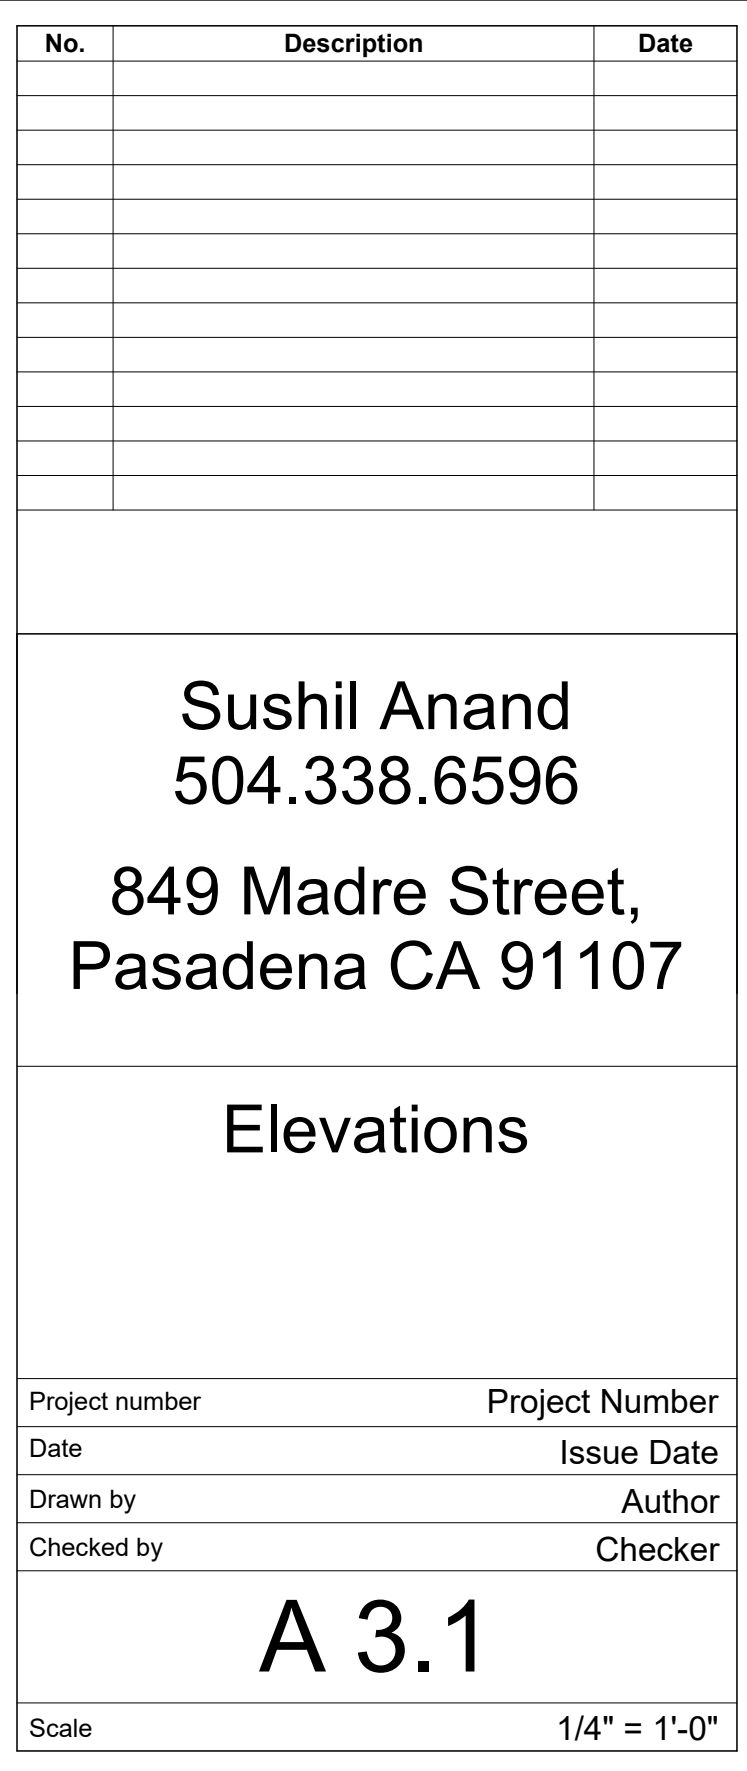 No. Description Date
Sushil Anand
504.338.6596
849 Madre Street,
Pasadena CA 91107
Elevations
Project number Project Number
Date Issue Date
Drawn by Author
Checked by Checker
A 3.1
Scale 1/4" = 1'-0"